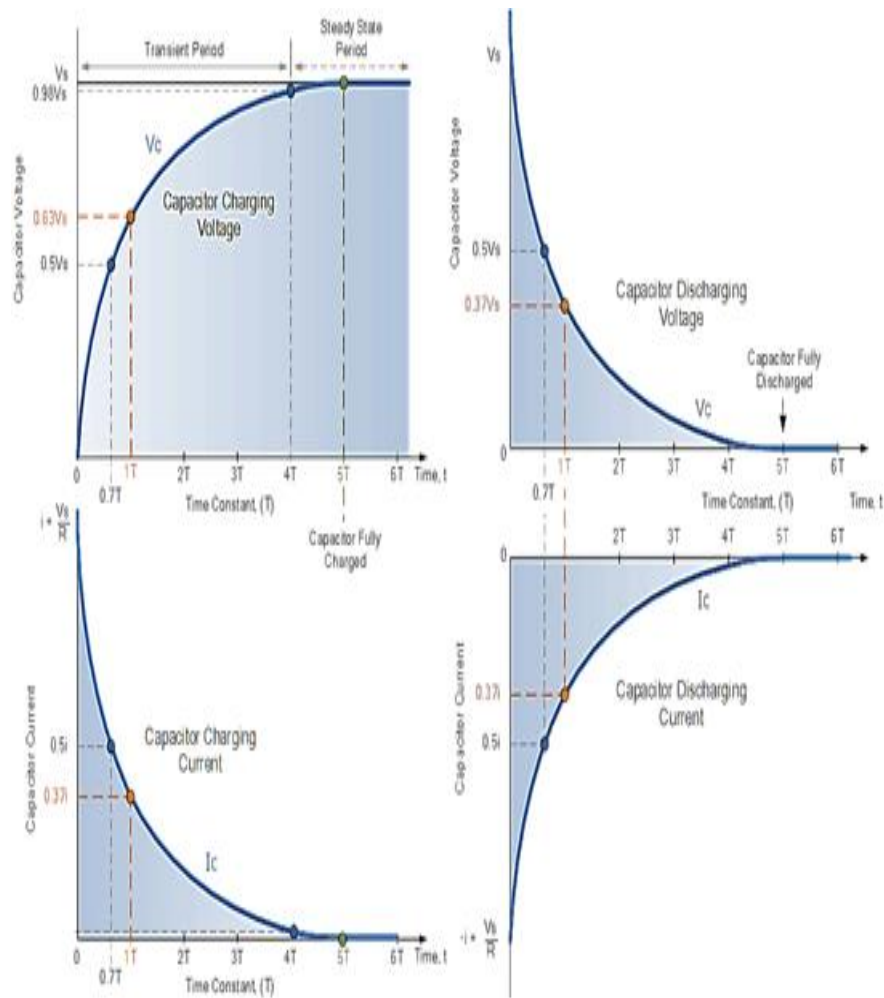 Transient Period
Steady State
Period
Vs
0.98Vs
Vc
Capacitor Charging
Voltage
0.63Vs
0.5Vs
Capacitor Voltage
0
1T
2T
3T
4T
5T
6T
Time, t
0.7T
Time Constant, (T)
Capacitor Fully
Charged
Vs
Capacitor Voltage
0.5Vs
0.37Vs
Capacitor Discharging
Voltage
Capacitor Fully
Discharged
Vc
0
1T
2T
3T
4T
5T
6T
0.7T
Time Constant, (T)
Time, t
Vs
R
Capacitor Current
0.5i
0.37i
Capacitor Charging
Current
Ic
0
1T
2T
3T
4T
5T
6T
Time, t
0.7T
Time Constant (T)
0
2T
3T
4T
5T
6T
Ic
Capacitor Current
0.37i
0.5i
Capacitor Discharging
Current
Vs
R